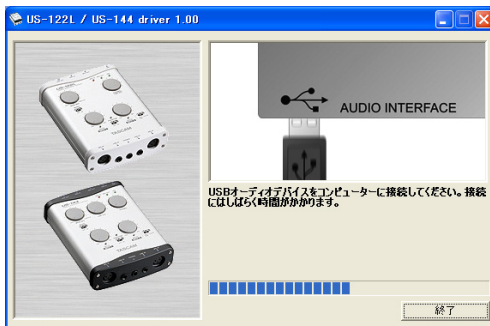 US-122L / US-144 driver 1.00
AUDIO INTERFACE
TASCAM
TASCAM
USBオーディオデバイスをコンピューターに接続してください。接続
にはしばらく時間がかかります。
終了